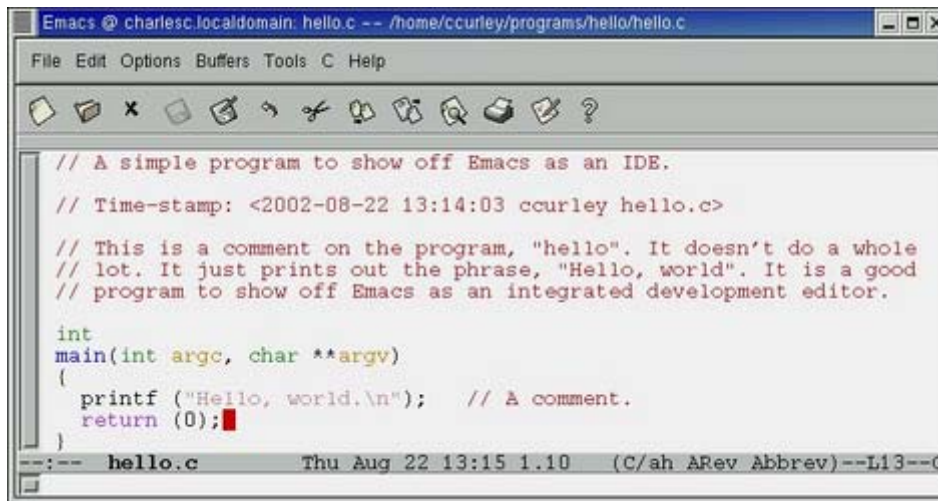 Emacs @ charlesc.localdomain: hello.c -- /home/ccurley/programs/hello/hello.c
File Edit Options Buffers Tools C Help
// A simple program to show off Emacs as an IDE.
// Time-stamp: <2002-08-22 13:14:03 ccurley hello.c>
// This is a comment on the program, "hello". It doesn't do a whole
// lot. It just prints out the phrase, "Hello, world". It is a good
// program to show off Emacs as an integrated development editor.
int
main(int argc, char **argv)
{
printf ("Hello, world.\n"); // A comment.
return (0);
}
--:-- hello.c Thu Aug 22 13:15 1.10 (C/ah ARev Abbrev)--L13--C